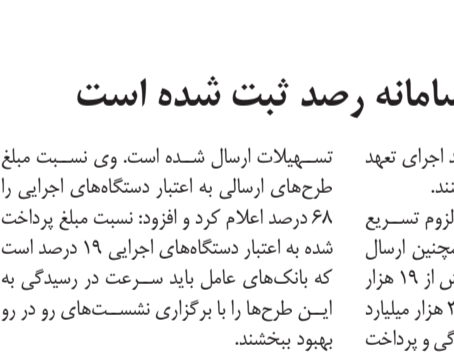 سامانه رصد ثبت شده است
اجرای تعهد
نند.
لزوم تسریع
همچنین ارسال
از ۱۹ هزار
هزار میلیارد
گی و پرداخت
تسهیلات ارسال شده است. وی نسبت مبلغ
طرح‌های ارسالی به اعتبار دستگاه‌های اجرایی را
۶۸ درصد اعلام کرد و افزود: نسبت مبلغ پرداخت
شده به اعتبار دستگاه‌های اجرایی ۱۹ درصد است
که بانک‌های عامل باید سرعت در رسیدگی به
این طرح‌ها را با برگزاری نشست‌های رو در رو
بهبود ببخشند.